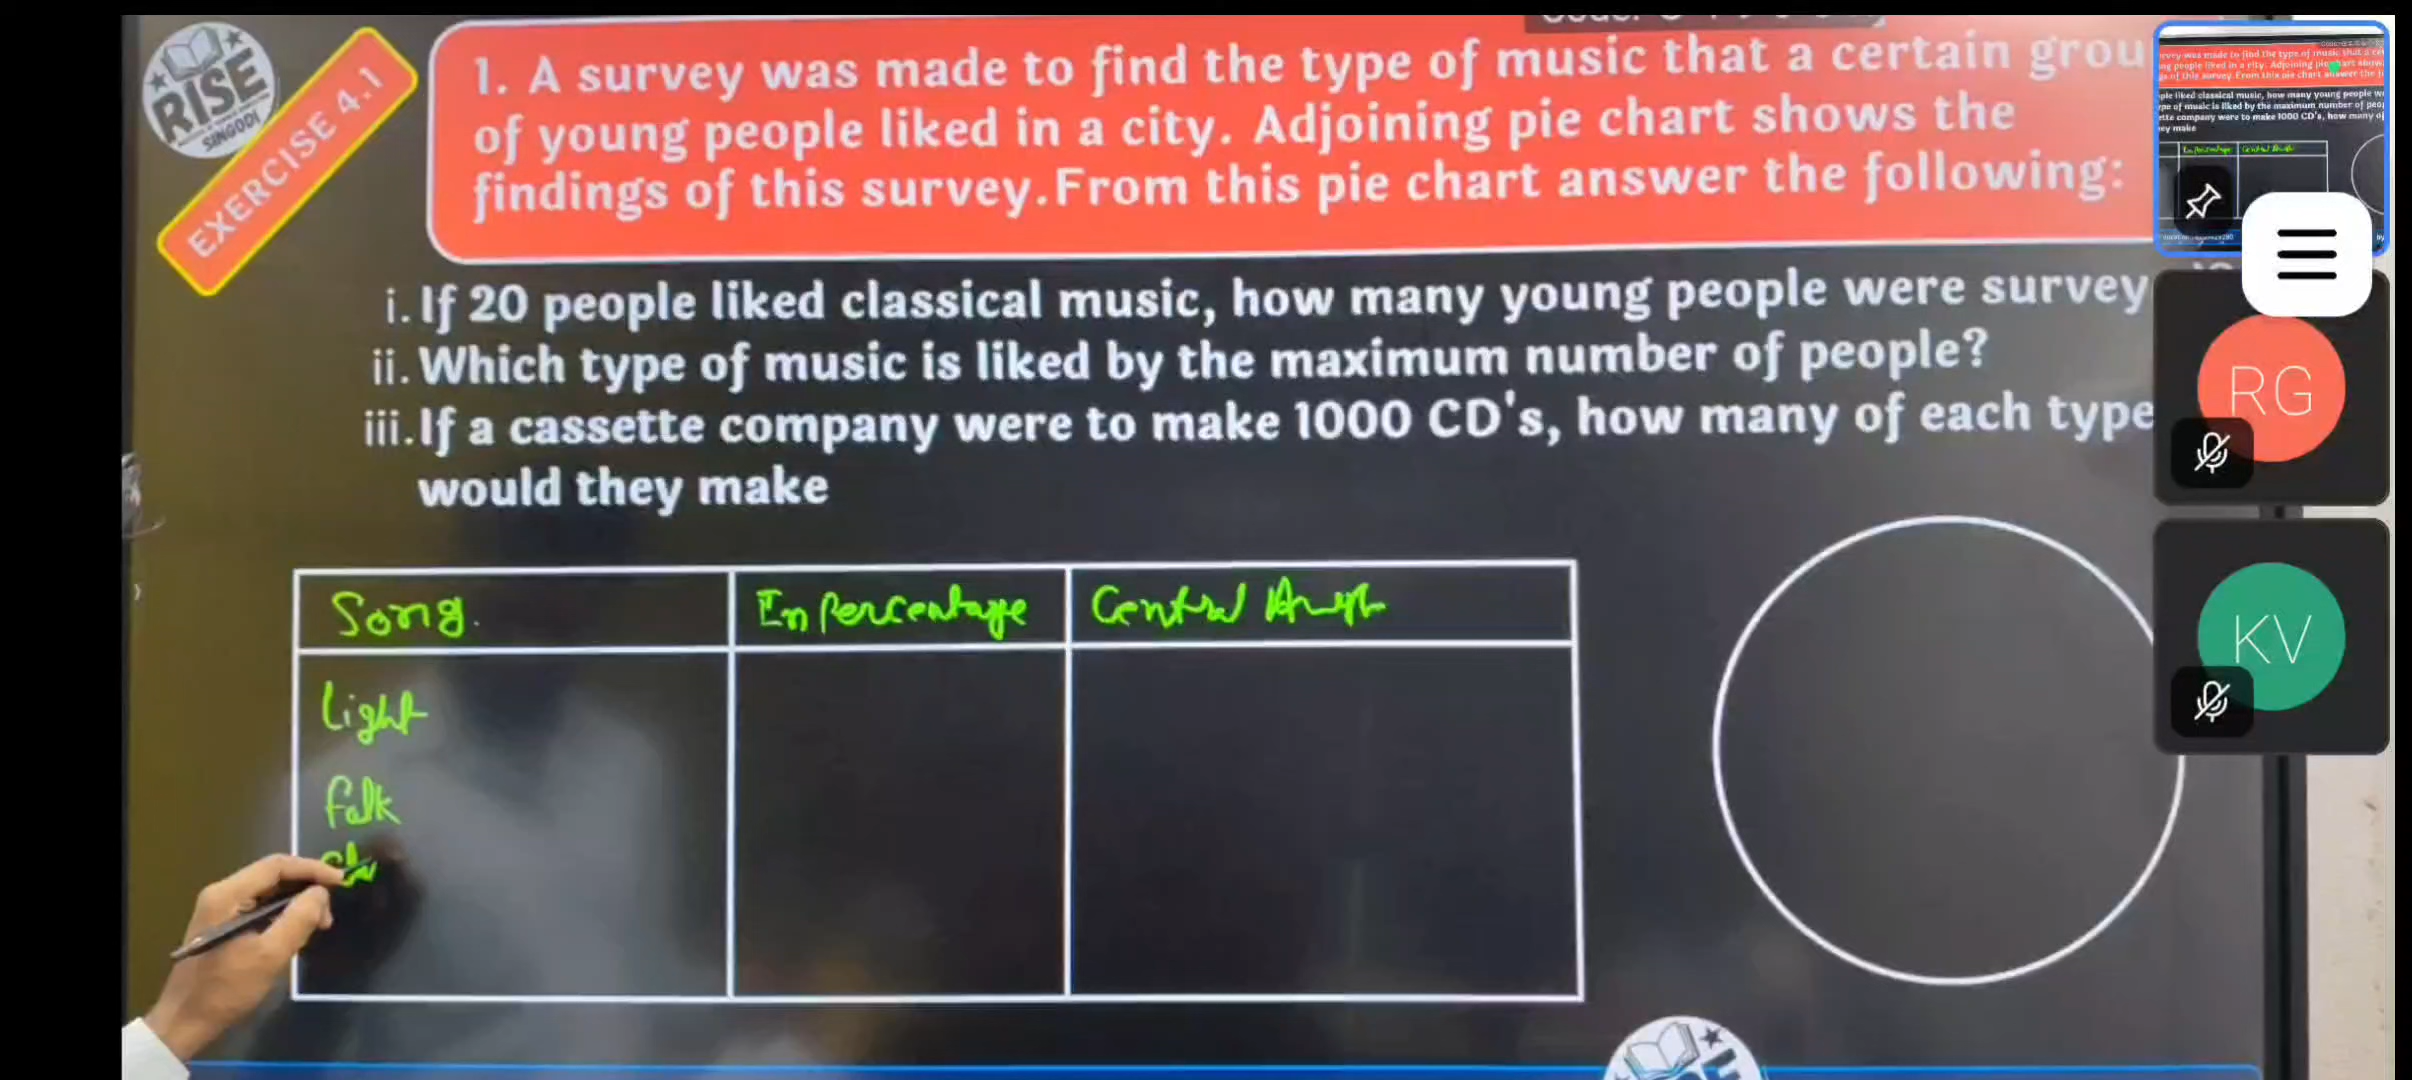 RISE
SINGODI
EXERCISE 4.1
1. A survey was made to find the type of music that a certain grou
of young people liked in a city. Adjoining pie chart shows the
findings of this survey.From this pie chart answer the following:
i. If 20 people liked classical music, how many young people were survey
ii. Which type of music is liked by the maximum number of people?
iii. If a cassette company were to make 1000 CD's, how many of each type
would they make
Song.
In Percentage
Central
Light
Folk
RG
KV